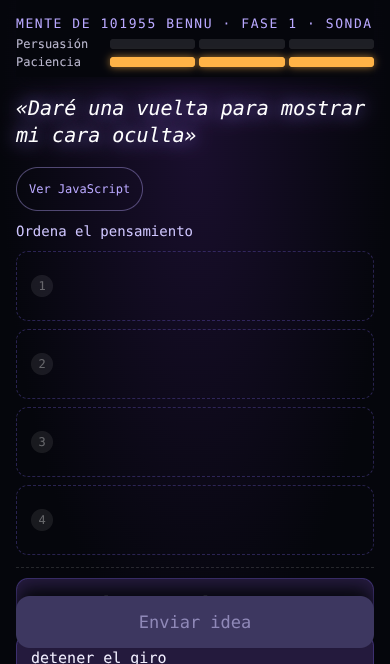 MENTE DE 101955 BENNU · FASE 1 · SONDA
Persuasión
Paciencia
«Daré una vuelta para mostrar
mi cara oculta»
Ver JavaScript
Ordena el pensamiento
1
2
3
4
Enviar idea
detener el giro